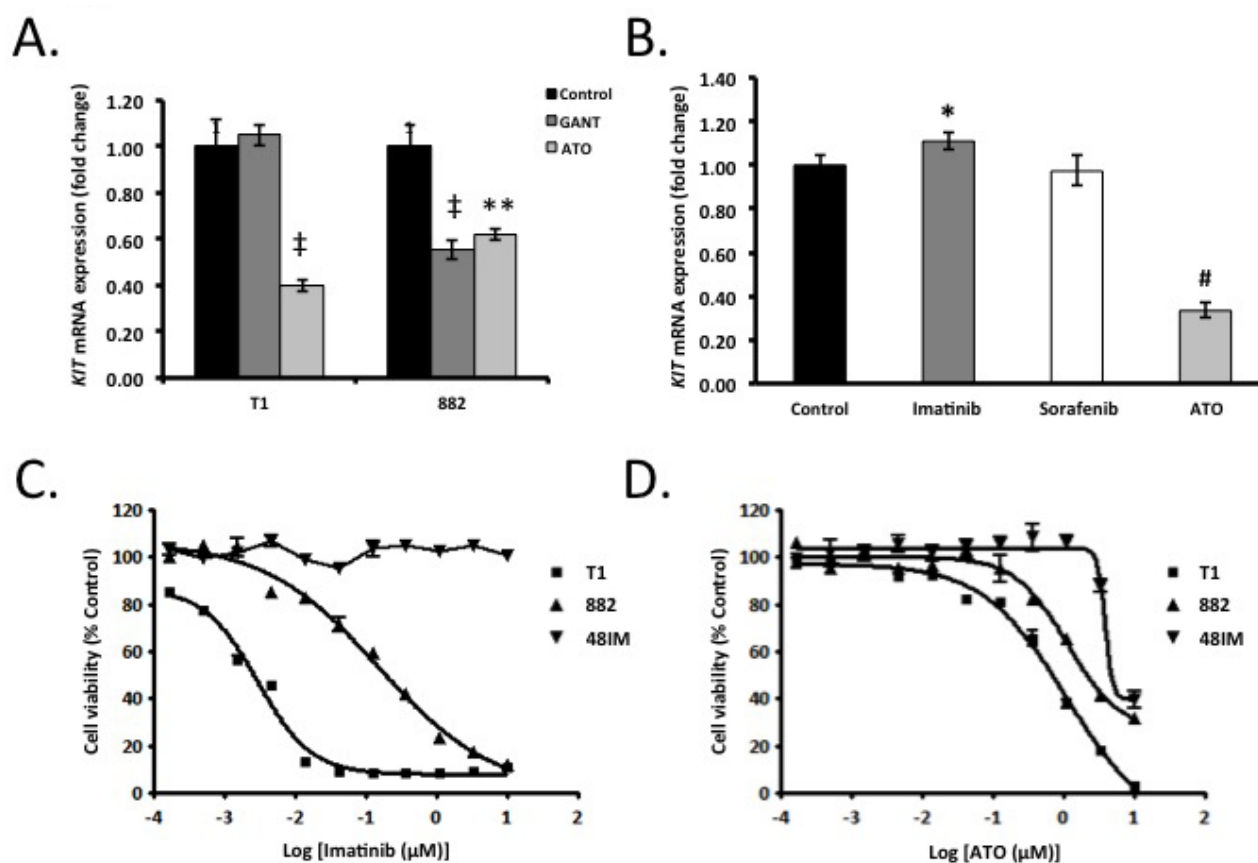 A.
KIT mRNA expression (fold change)
1.20
1.00
0.80
0.60
0.40
0.20
0.00
‡
‡
**
T1
882
Control
GANT
ATO
B.
KIT mRNA expression (fold change)
1.40
1.20
1.00
0.80
0.60
0.40
0.20
0.00
*
#
Control Imatinib Sorafenib ATO
C.
Cell viability (% Control)
120
100
80
60
40
20
0
-4 -3 -2 -1 0 1 2
Log [Imatinib (μM)]
T1
882
48IM
D.
Cell viability (% Control)
120
100
80
60
40
20
0
-4 -3 -2 -1 0 1 2
Log [ATO (μM)]
T1
882
48IM